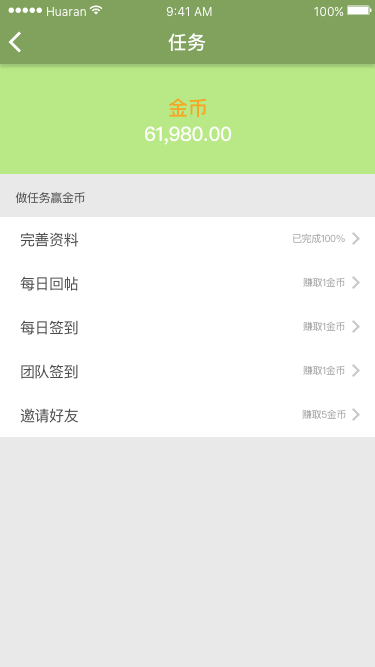 Huaran 9:41 AM 100%
任务
金币
61,980.00
做任务赢金币
完善资料 已完成100%
每日回帖 赚取1金币
每日签到 赚取1金币
团队签到 赚取1金币
邀请好友 赚取5金币